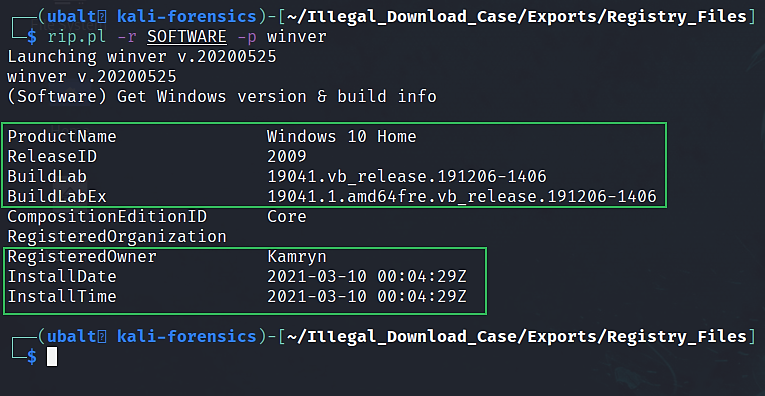 (ubalt kali-forensics)-[~/Illegal_Download_Case/Exports/Registry_Files]
$ rip.pl -r SOFTWARE -p winver
Launching winver v.20200525
winver v.20200525
(Software) Get Windows version & build info
ProductName Windows 10 Home
ReleaseID 2009
BuildLab 19041.vb_release.191206-1406
BuildLabEx 19041.1.amd64fre.vb_release.191206-1406
CompositionEditionID Core
RegisteredOrganization
RegisteredOwner Kamryn
InstallDate 2021-03-10 00:04:29Z
InstallTime 2021-03-10 00:04:29Z
(ubalt kali-forensics)-[~/Illegal_Download_Case/Exports/Registry_Files]
$